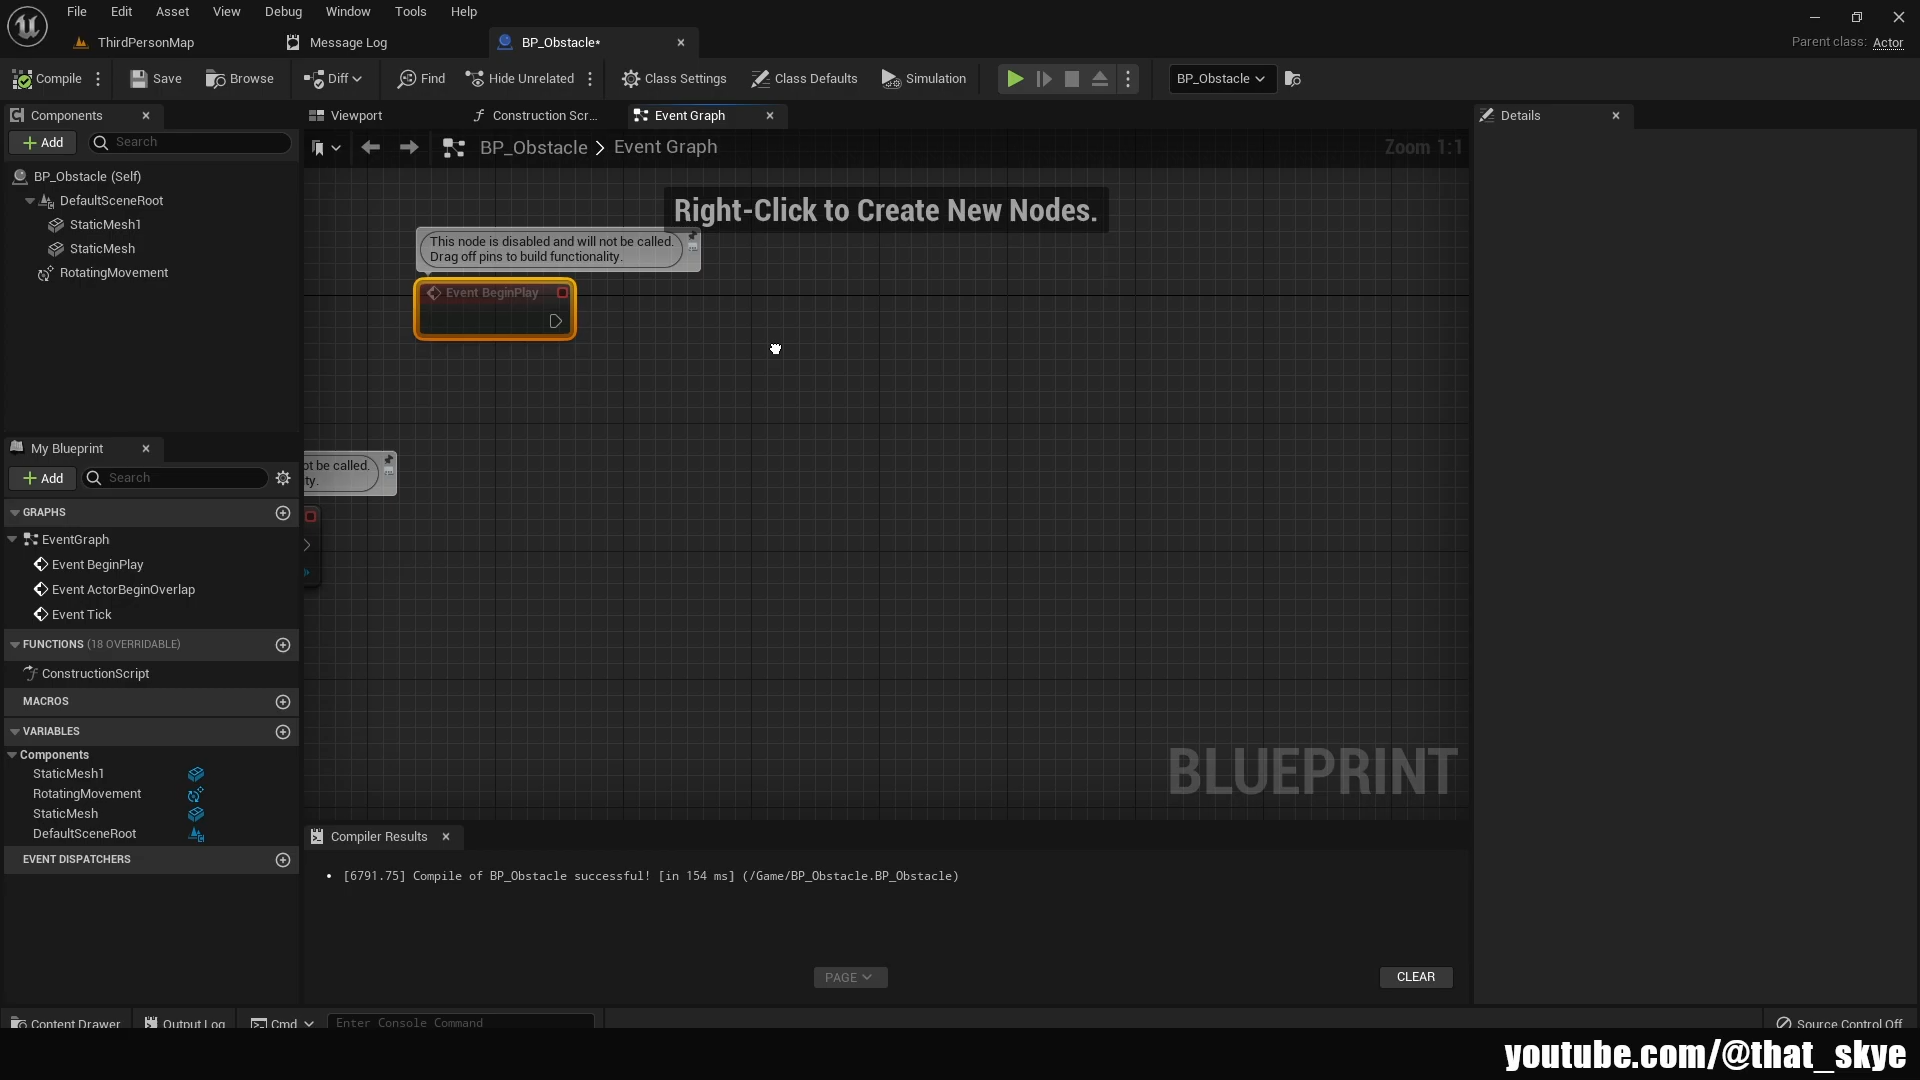 File Edit Asset View Debug Window Tools Help
ThirdPersonMap
Message Log
BP_Obstacle*
Parent class: Actor
Compile
Save
Browse
Diff
Find
Hide Unrelated
Class Settings
Class Defaults
Simulation
BP_Obstacle
Components
Add
Search
BP_Obstacle (Self)
DefaultSceneRoot
StaticMesh1
StaticMesh
RotatingMovement
Viewport
Construction Scr...
Event Graph
BP_Obstacle > Event Graph
Zoom 1:1
Right-Click to Create New Nodes.
This node is disabled and will not be called.
Drag off pins to build functionality.
Event BeginPlay
ot be called.
ity.
BLUEPRINT
Details
My Blueprint
Add
Search
GRAPHS
EventGraph
Event BeginPlay
Event ActorBeginOverlap
Event Tick
FUNCTIONS (18 OVERRIDABLE)
ConstructionScript
MACROS
VARIABLES
Components
StaticMesh1
RotatingMovement
StaticMesh
DefaultSceneRoot
EVENT DISPATCHERS
Compiler Results
• [6791.75] Compile of BP_Obstacle successful! [in 154 ms] (/Game/BP_Obstacle.BP_Obstacle)
PAGE
CLEAR
Content Drawer
Output Log
Cmd
Enter Console Command
Source Control Off
youtube.com/@that_skye